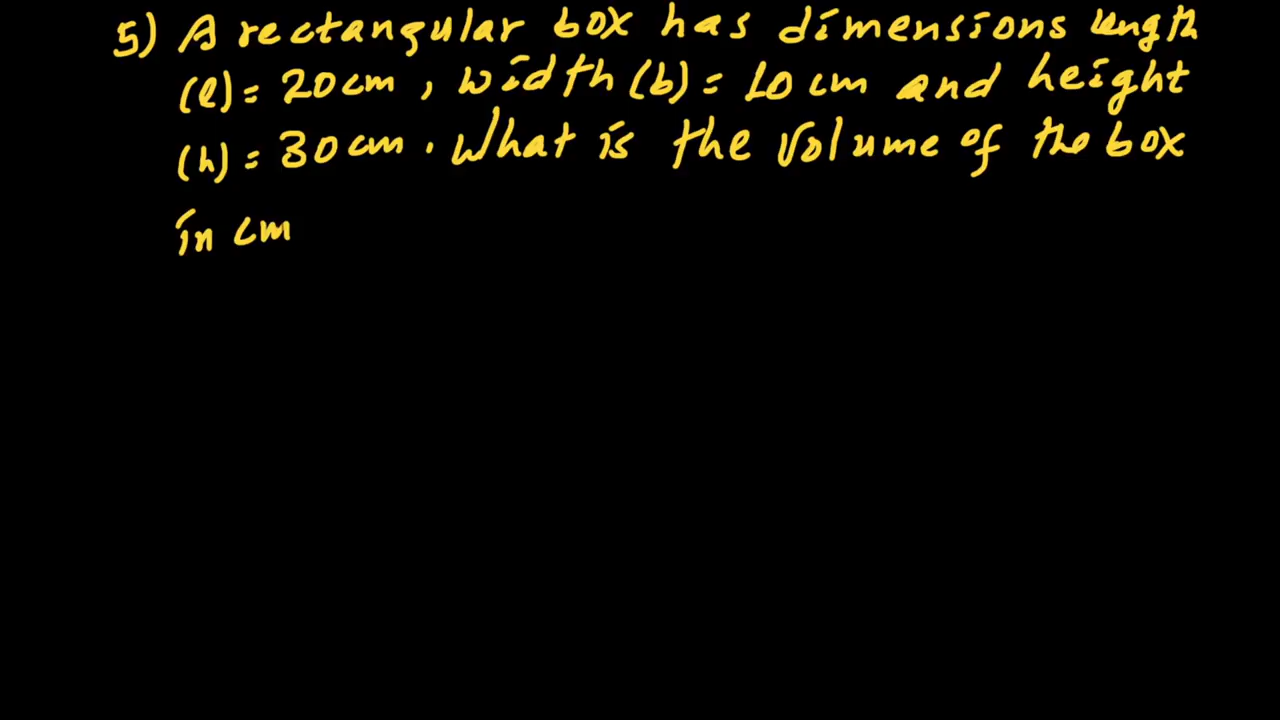 5) A rectangular box has dimensions length
(l) = 20cm, width (b) = 10 cm and height
(h) = 30cm. What is the volume of the box
in cm